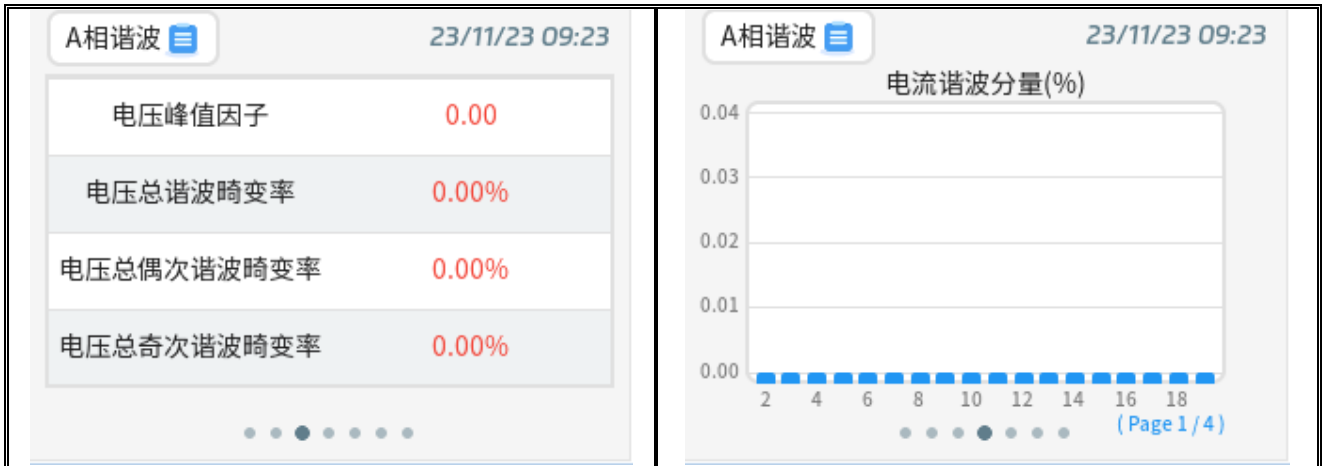 A相谐波 23/11/23 09:23
电压峰值因子 0.00
电压总谐波畸变率 0.00%
电压总偶次谐波畸变率 0.00%
电压总奇次谐波畸变率 0.00%
A相谐波 23/11/23 09:23
电流谐波分量(%)
0.04
0.03
0.02
0.01
0.00
2 4 6 8 10 12 14 16 18
( Page 1 / 4 )